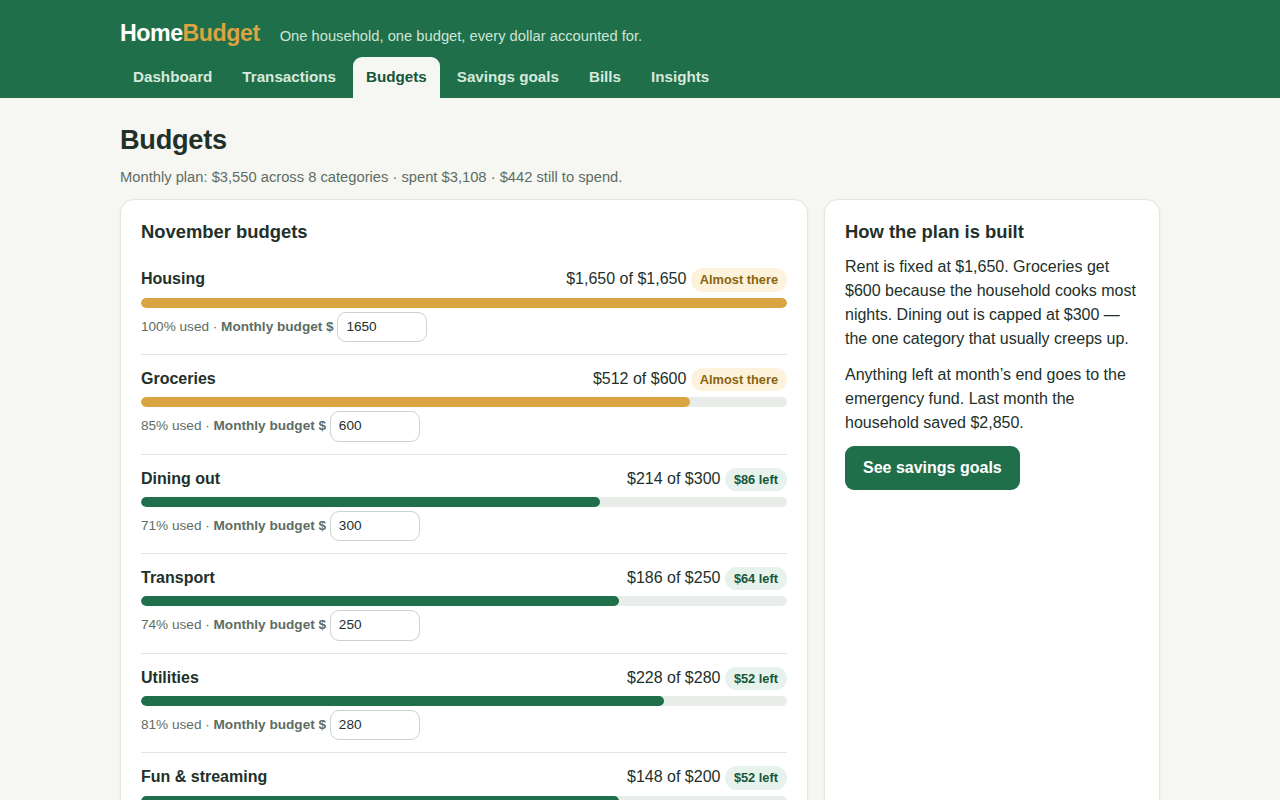 HomeBudget One household, one budget, every dollar accounted for.
Dashboard Transactions Budgets Savings goals Bills Insights
Budgets
Monthly plan: $3,550 across 8 categories · spent $3,108 · $442 still to spend.
November budgets
Housing $1,650 of $1,650 Almost there
100% used · Monthly budget $ 1650
Groceries $512 of $600 Almost there
85% used · Monthly budget $ 600
Dining out $214 of $300 $86 left
71% used · Monthly budget $ 300
Transport $186 of $250 $64 left
74% used · Monthly budget $ 250
Utilities $228 of $280 $52 left
81% used · Monthly budget $ 280
Fun & streaming $148 of $200 $52 left
How the plan is built
Rent is fixed at $1,650. Groceries get
$600 because the household cooks most
nights. Dining out is capped at $300 —
the one category that usually creeps up.
Anything left at month’s end goes to the
emergency fund. Last month the
household saved $2,850.
See savings goals